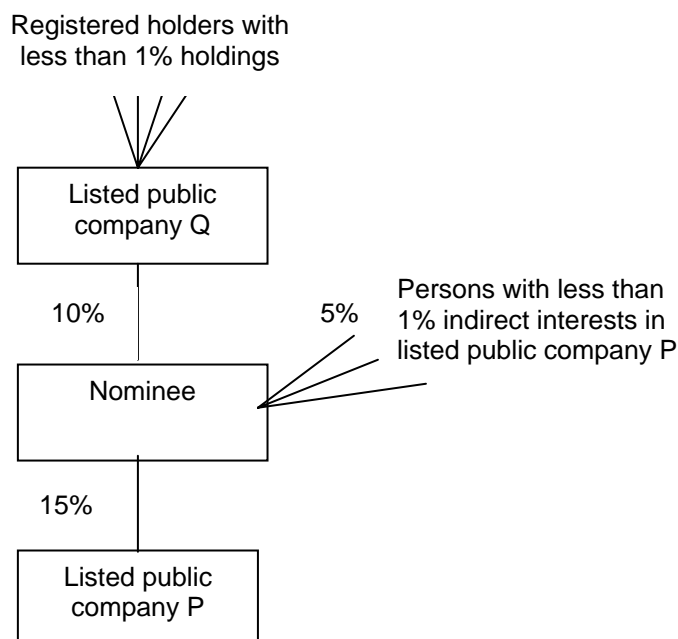 Registered holders with
less than 1% holdings
Listed public
company Q
10%
5%
Persons with less than
1% indirect interests in
listed public company P
Nominee
15%
Listed public
company P